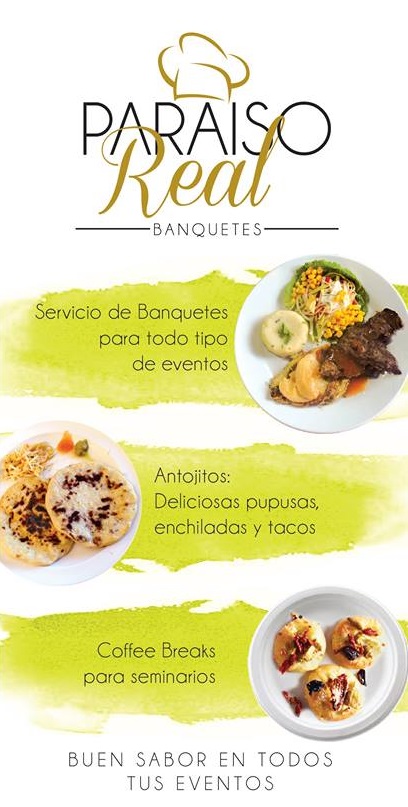 PARAISO
Real
BANQUETES
Servicio de Banquetes
para todo tipo
de eventos
Antojitos:
Deliciosas pupusas,
enchiladas y tacos
Coffee Breaks
para seminarios
BUEN SABOR EN TODOS
TUS EVENTOS